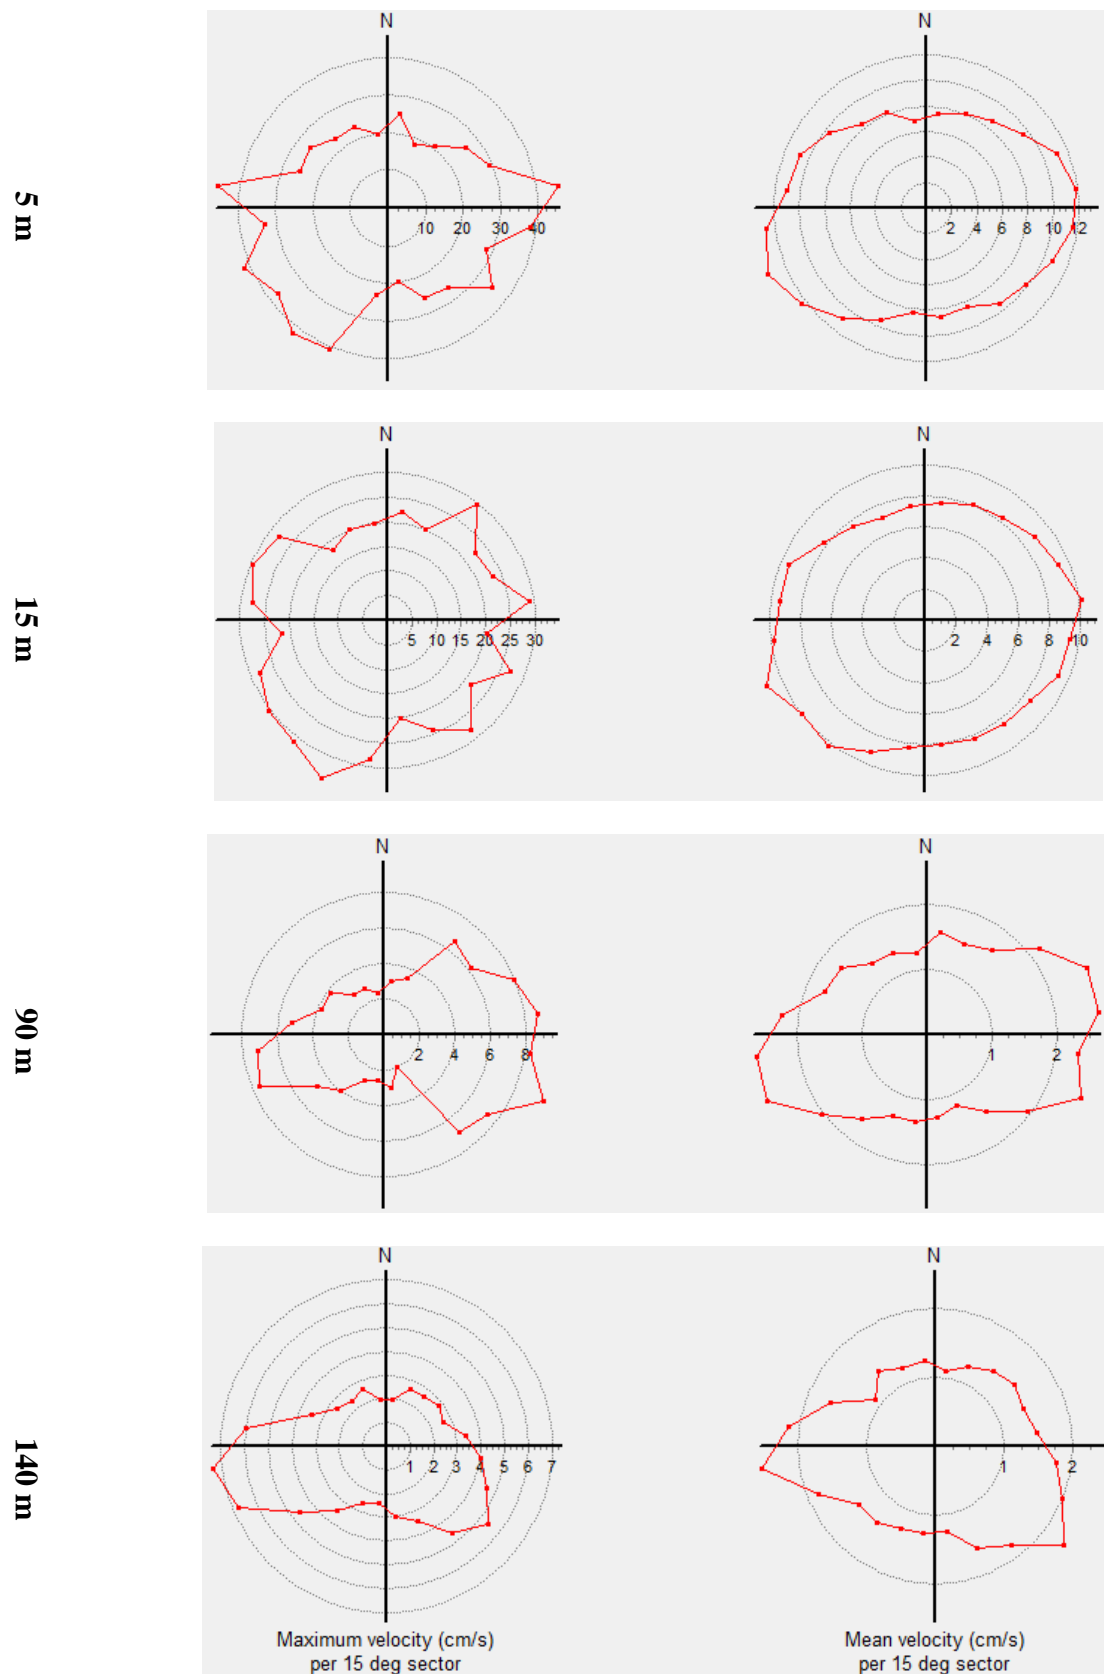 5 m
N
10 20 30 40
N
2 4 6 8 10 12
15 m
N
5 10 15 20 25 30
N
2 4 6 8 10
90 m
N
2 4 6 8
N
1 2
140 m
N
1 2 3 4 5 6 7
N
1 2
Maximum velocity (cm/s)
per 15 deg sector
Mean velocity (cm/s)
per 15 deg sector